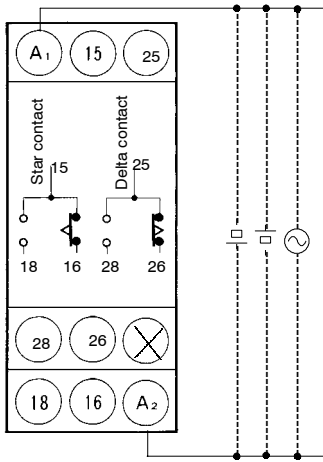 A1 15 25
Star contact
Delta contact
15 25
18 16 28 26
28 26
18 16 A2